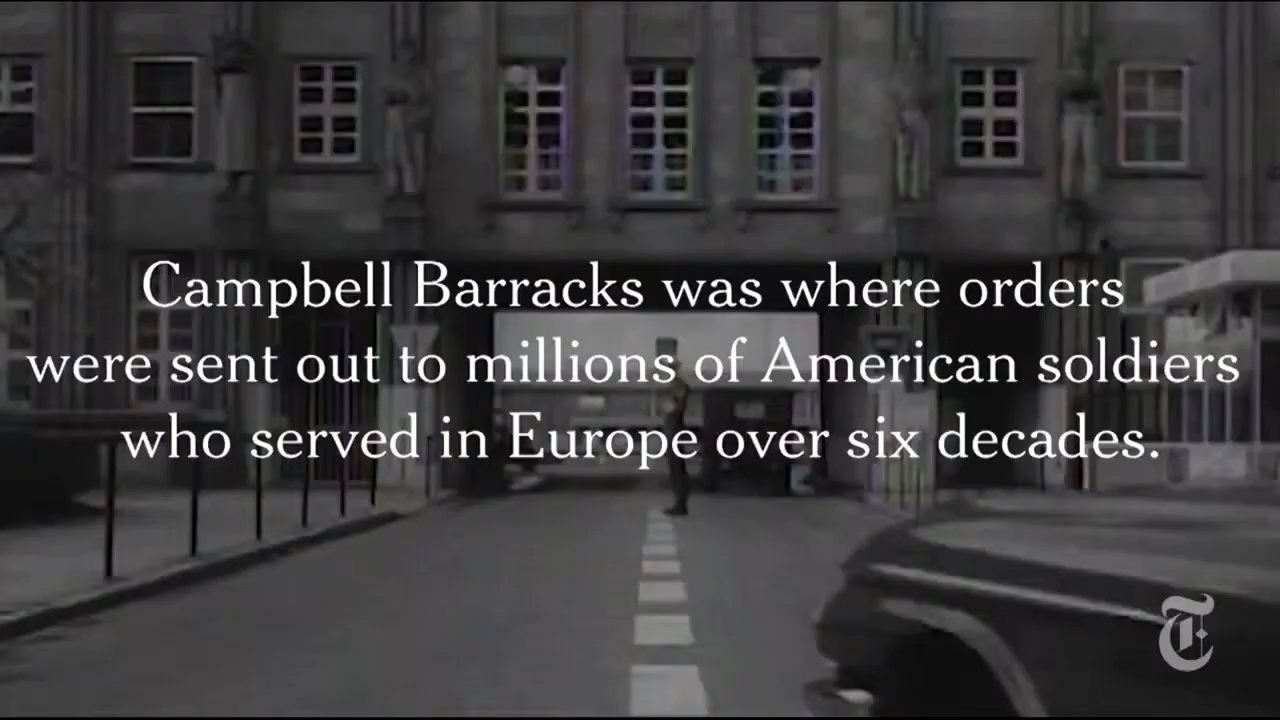 Campbell Barracks was where orders
were sent out to millions of American soldiers
who served in Europe over six decades.
T